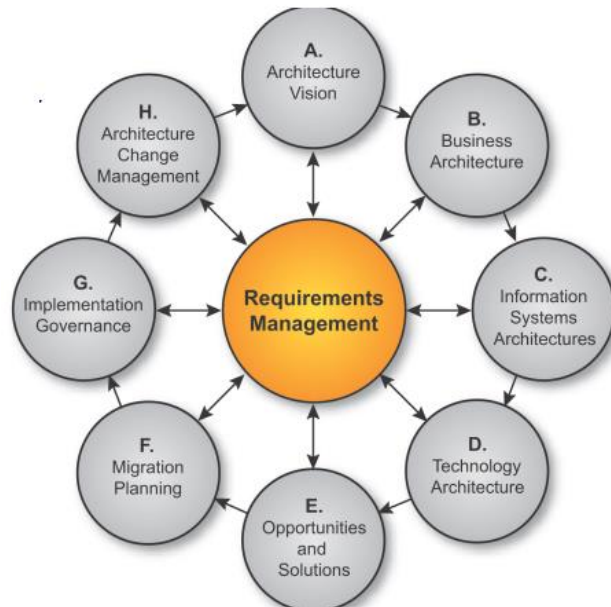 A.
Architecture
Vision
B.
Business
Architecture
C.
Information
Systems
Architectures
D.
Technology
Architecture
E.
Opportunities
and
Solutions
F.
Migration
Planning
G.
Implementation
Governance
H.
Architecture
Change
Management
Requirements
Management